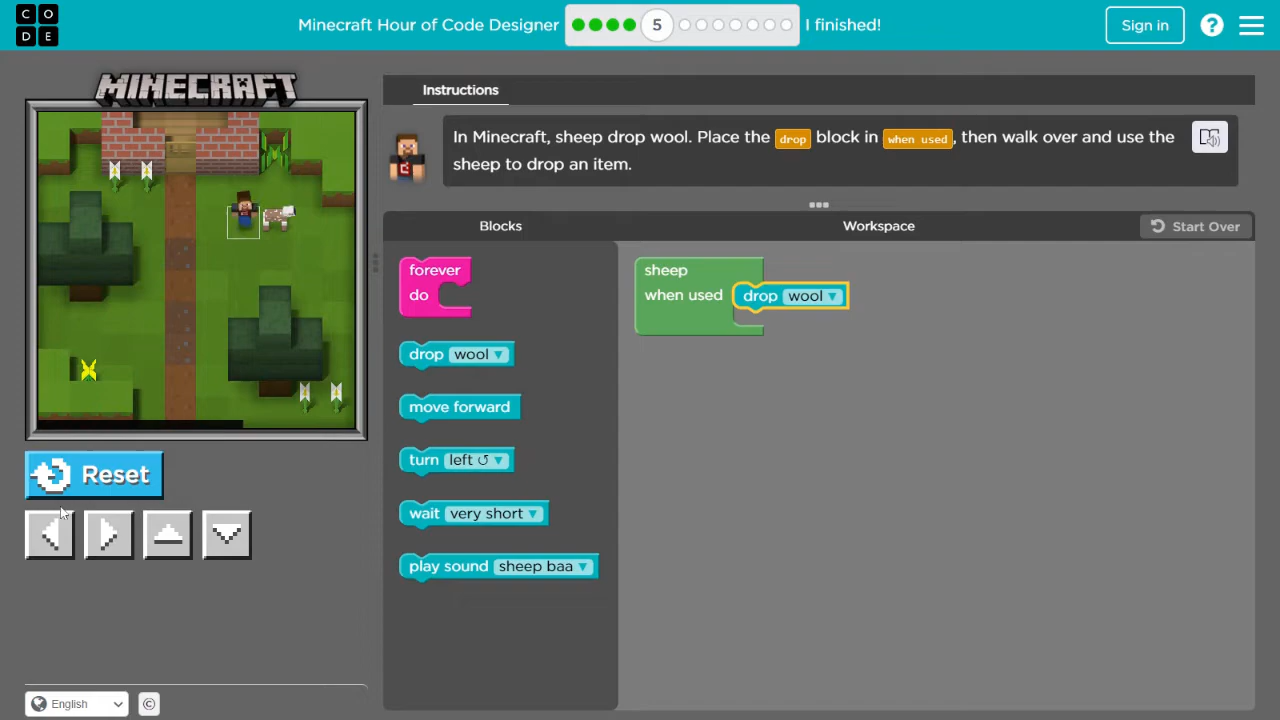 C O
D E
Minecraft Hour of Code Designer
5
I finished!
Sign in
?
MINECRAFT
Instructions
In Minecraft, sheep drop wool. Place the drop block in when used, then walk over and use the
sheep to drop an item.
Blocks
Workspace
Start Over
forever
do
drop wool ▾
move forward
turn left ↺ ▾
wait very short ▾
play sound sheep baa ▾
sheep
when used drop wool ▾
Reset
English
©